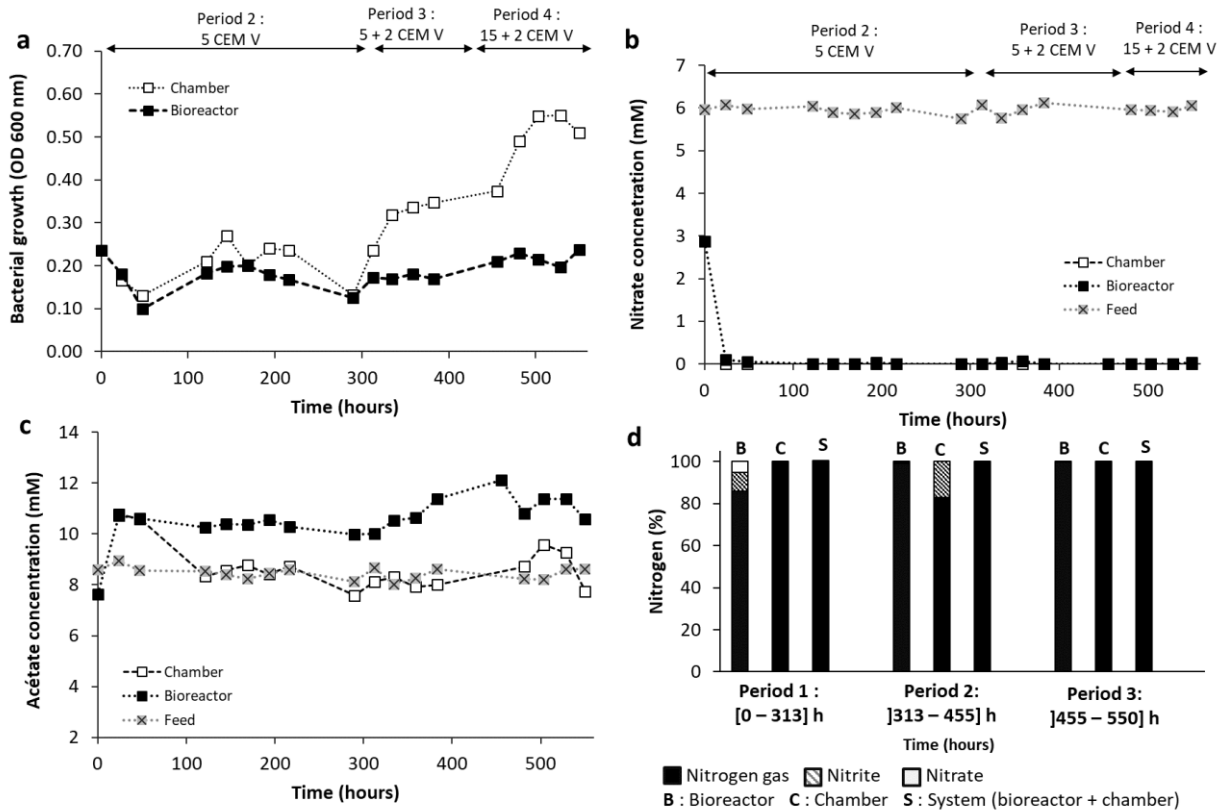 a
Period 2 :
5 CEM V
Period 3 :
5 + 2 CEM V
Period 4 :
15 + 2 CEM V
Bacterial growth (OD 600 nm)
0.70
0.60
0.50
0.40
0.30
0.20
0.10
0.00
Chamber
Bioreactor
0
100
200
300
400
500
Time (hours)
b
Period 2 :
5 CEM V
Period 3 :
5 + 2 CEM V
Period 4 :
15 + 2 CEM V
Nitrate concnetration (mM)
7
6
5
4
3
2
1
0
Chamber
Bioreactor
Feed
0
100
200
300
400
500
Time (hours)
c
Acétate concentration (mM)
14
12
10
8
6
4
2
Chamber
Bioreactor
Feed
0
100
200
300
400
500
Time (hours)
d
Nitrogen (%)
100
80
60
40
20
0
B C S
B C S
B C S
Period 1 :
[0 – 313] h
Period 2:
]313 – 455] h
Period 3:
]455 – 550] h
Time (hours)
Nitrogen gas Nitrite Nitrate
B : Bioreactor C : Chamber S : System (bioreactor + chamber)